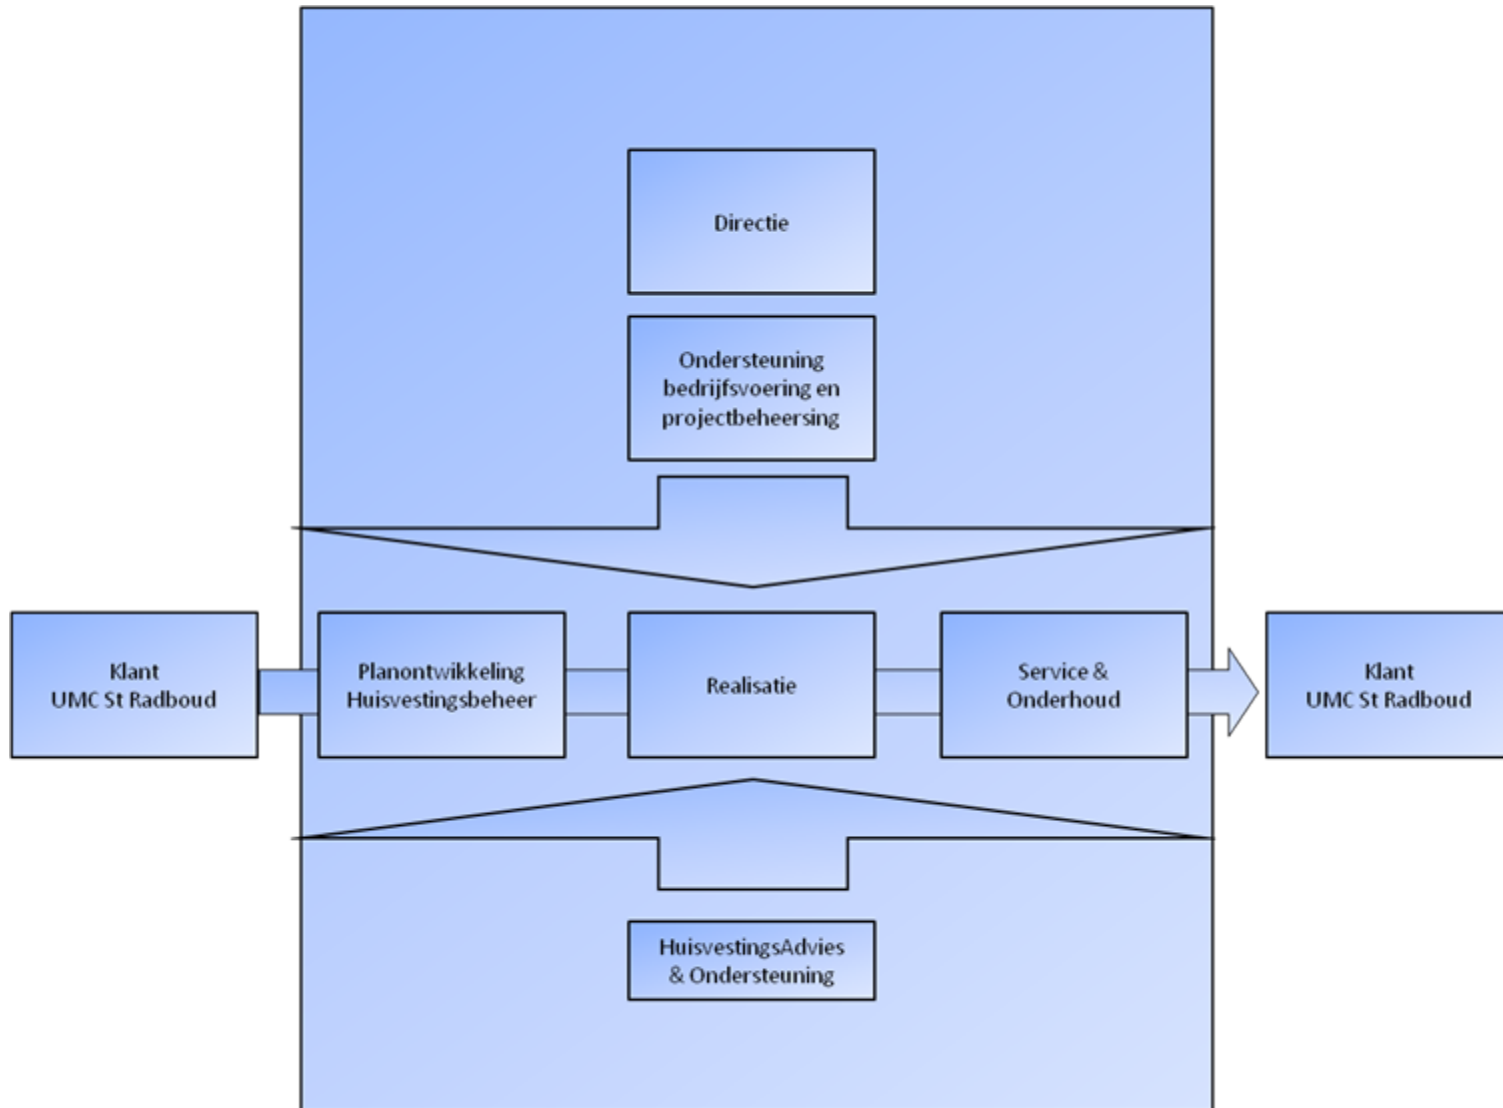 Directie
Ondersteuning
bedrijfsvoering en
projectbeheersing
Klant
UMC St Radboud
Planontwikkeling
Huisvestingsbeheer
Realisatie
Service &
Onderhoud
Klant
UMC St Radboud
HuisvestingsAdvies
& Ondersteuning